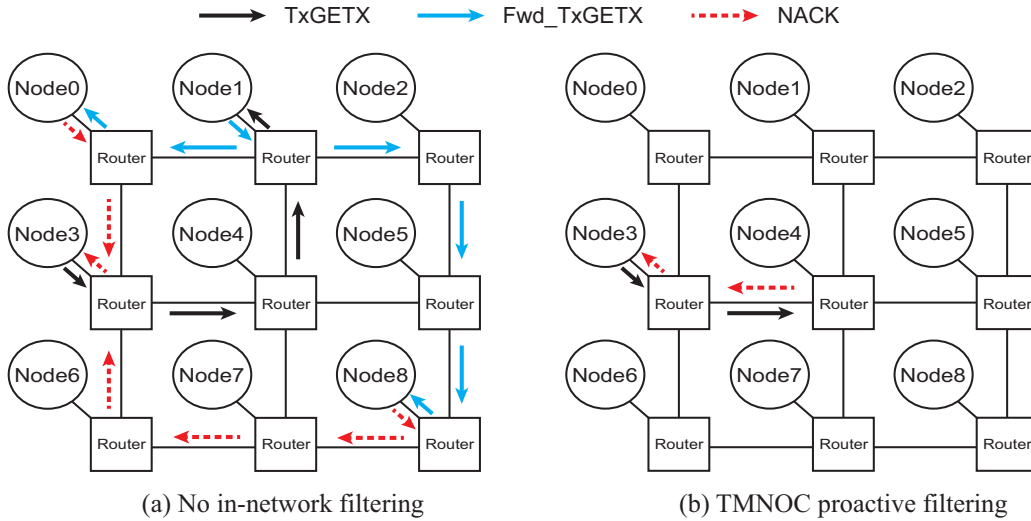 TxGETX Fwd_TxGETX NACK
Node0 Node1 Node2 Node0 Node1 Node2
Router Router Router Router Router Router
Node3 Node4 Node5 Node3 Node4 Node5
Router Router Router Router Router Router
Node6 Node7 Node8 Node6 Node7 Node8
Router Router Router Router Router Router
(a) No in-network filtering (b) TMNOC proactive filtering